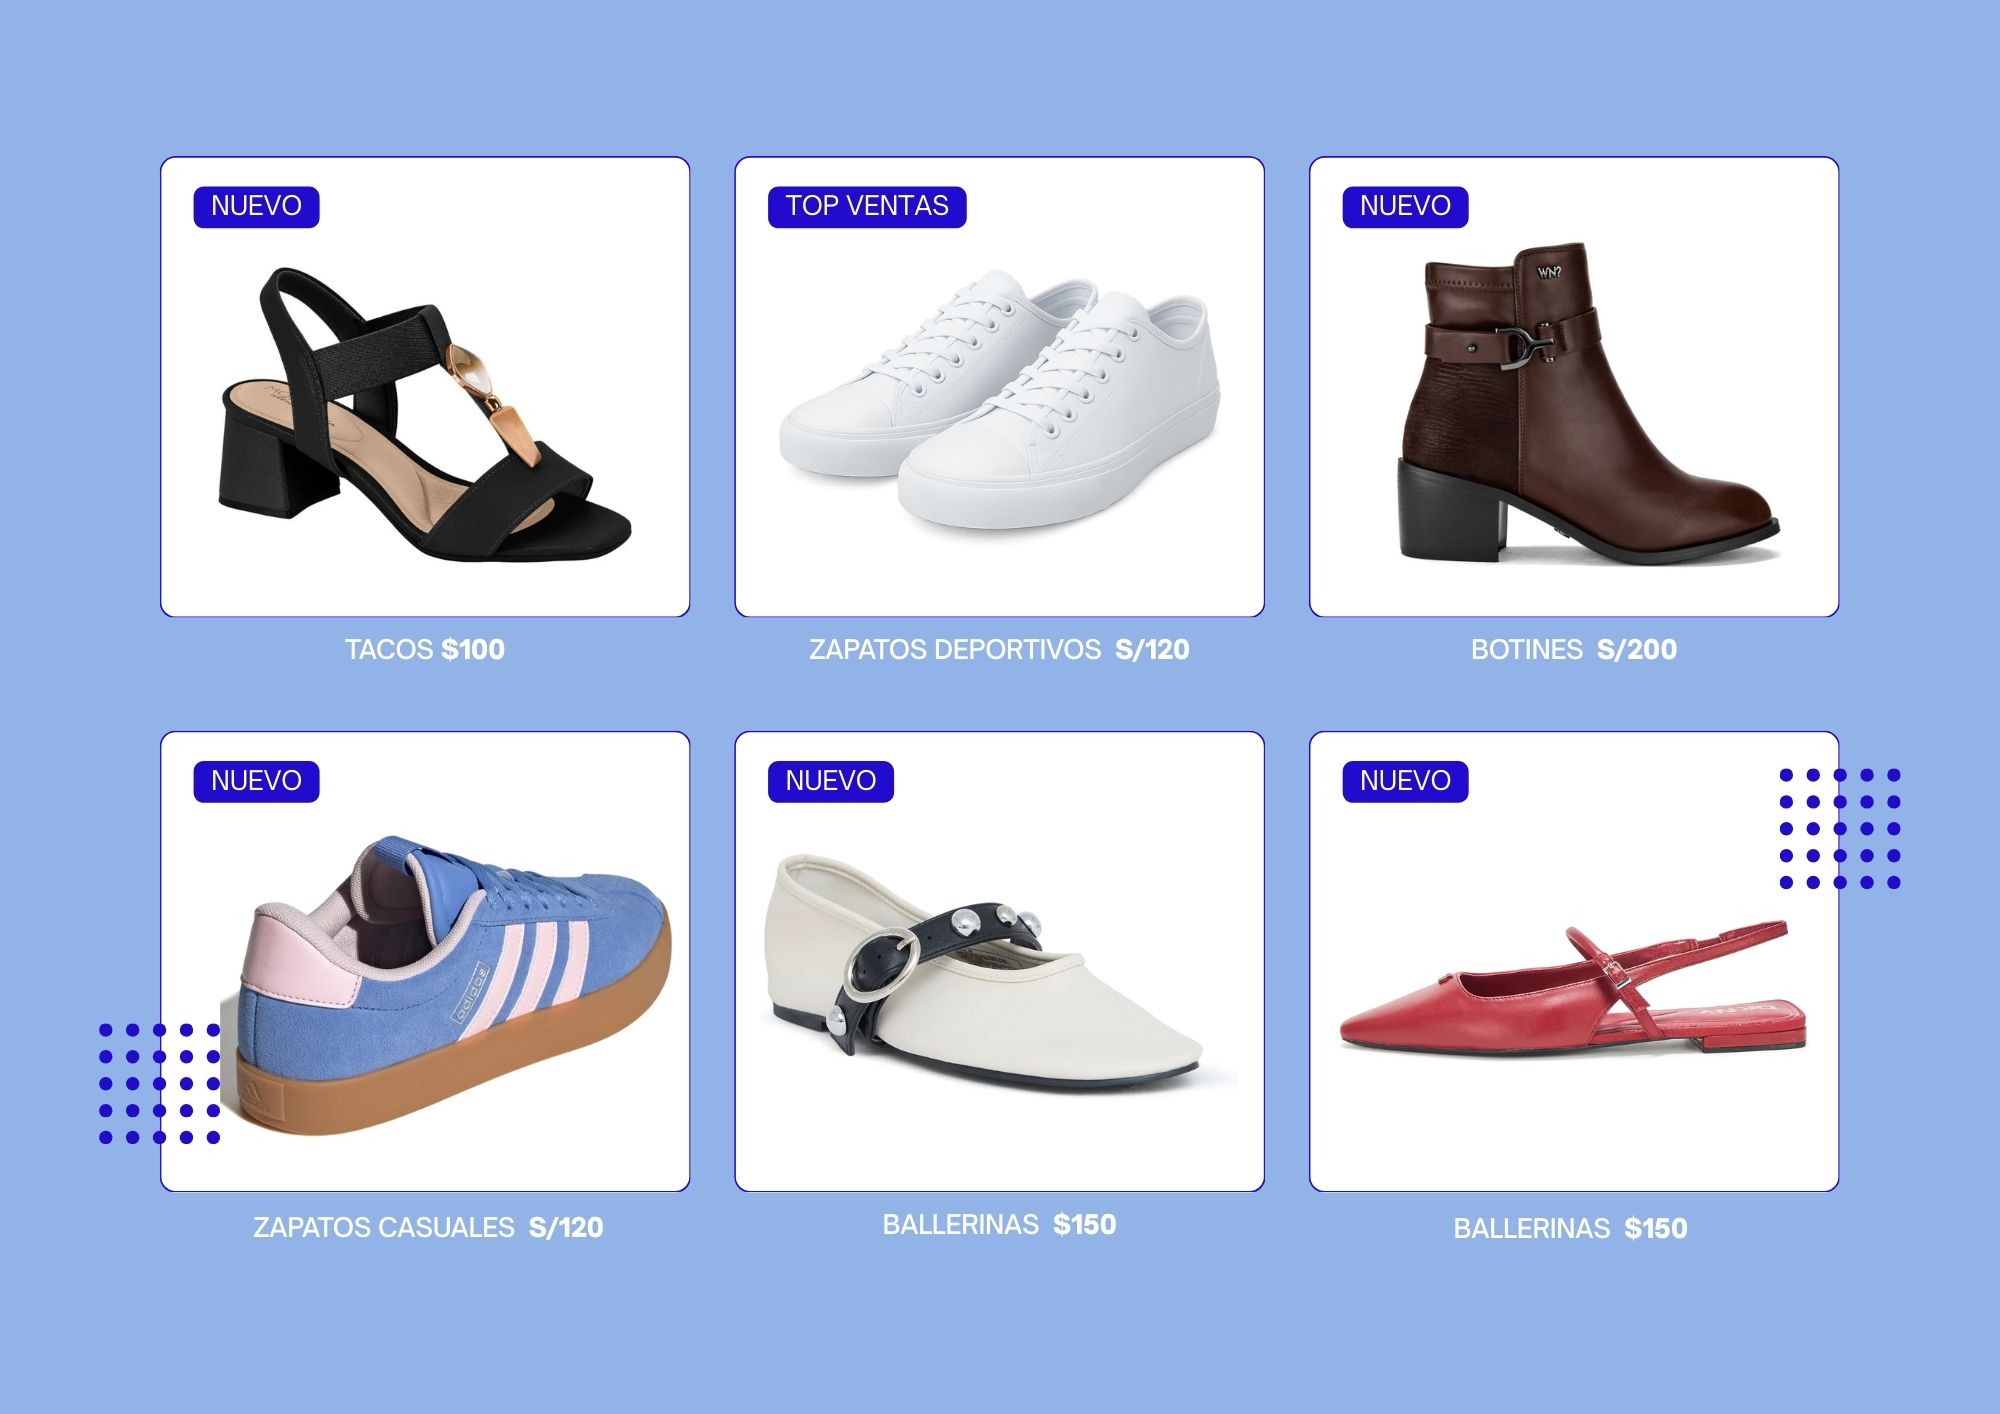 NUEVO
TOP VENTAS
NUEVO
WN?
TACOS $100
ZAPATOS DEPORTIVOS S/120
BOTINES S/200
NUEVO
NUEVO
NUEVO
adidas
DKNY
ZAPATOS CASUALES S/120
BALLERINAS $150
BALLERINAS $150